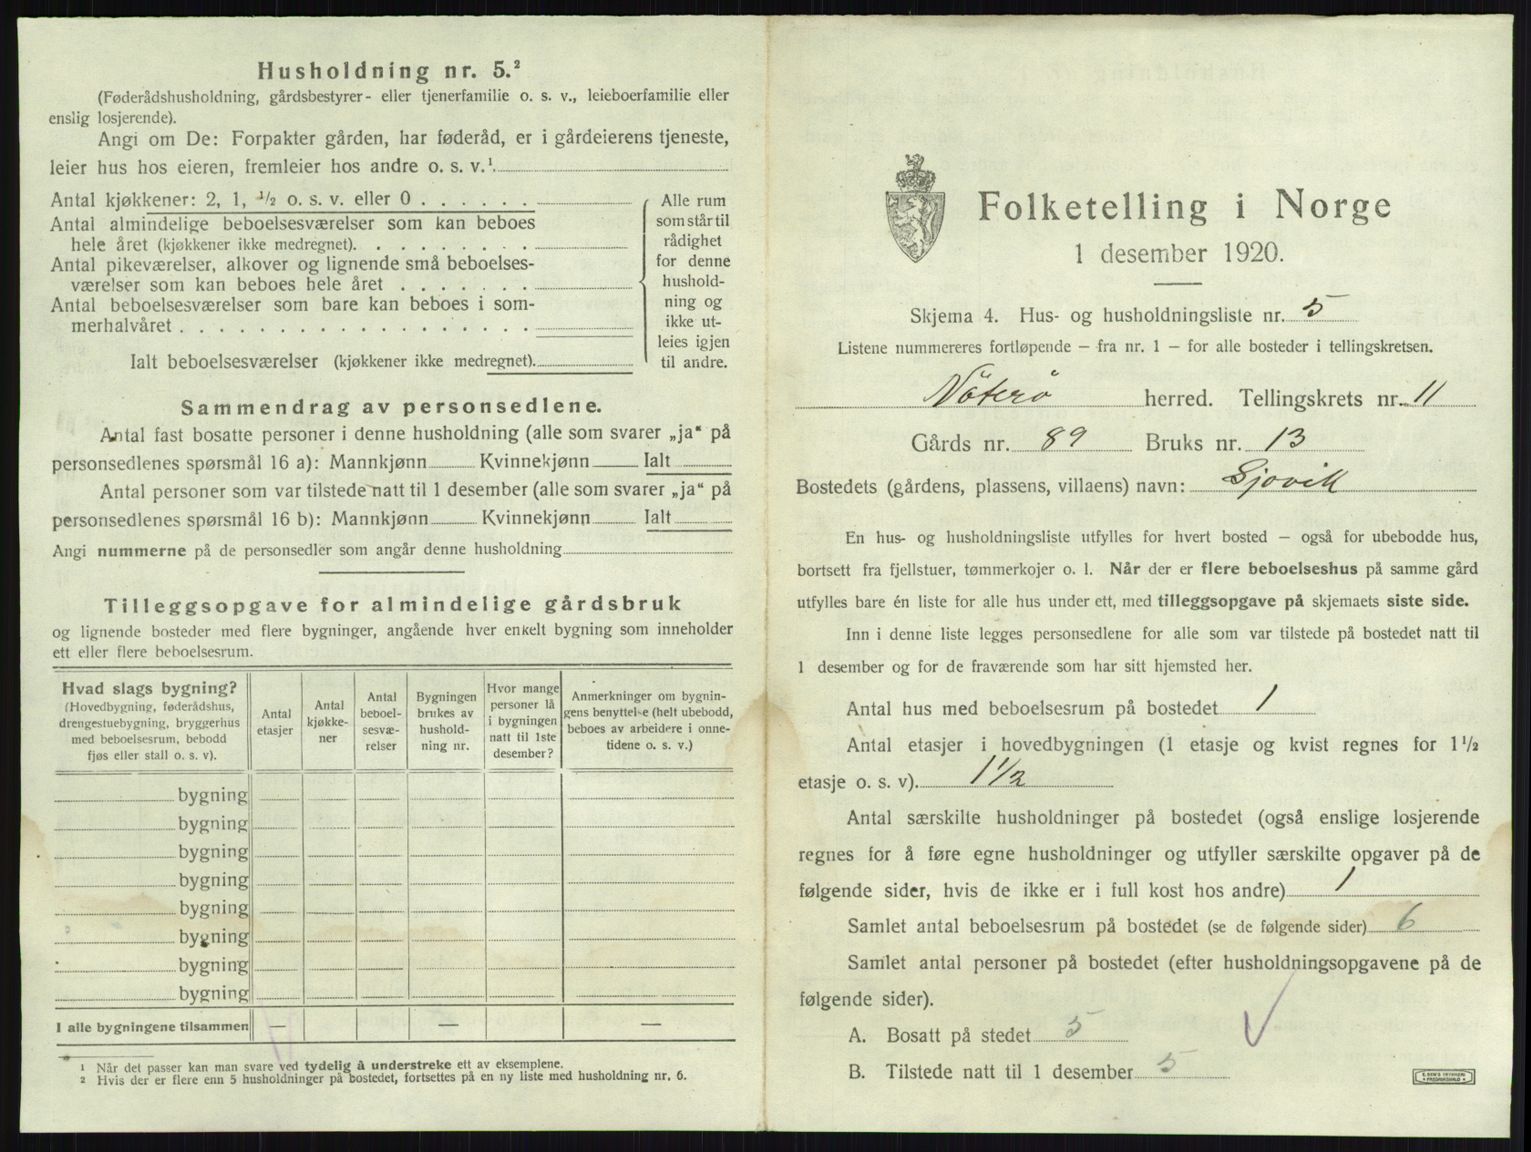 Husholdning nr. 5.²
(Føderådshusholdning, gårdsbestyrer- eller tjenerfamilie o. s. v., leieboerfamilie eller
enslig losjerende).
Angi om De: Forpakter gården, har føderåd, er i gårdeierens tjeneste,
leier hus hos eieren, fremleier hos andre o. s. v.¹
Antal kjøkkener: 2, 1, ½ o. s. v. eller 0
Antal almindelige beboelsesværelser som kan beboes
hele året (kjøkkener ikke medregnet).
Antal pikeværelser, alkover og lignende små beboelses-
værelser som kan beboes hele året
Antal beboelsesværelser som bare kan beboes i som-
merhalvåret
Ialt beboelsesværelser (kjøkkener ikke medregnet).
Alle rum
som står til
rådighet
for denne
hushold-
ning og
ikke ut-
leies igjen
til andre.
Sammendrag av personsedlene.
Antal fast bosatte personer i denne husholdning (alle som svarer „ja“ på
personsedlenes spørsmål 16 a): Mannkjønn Kvinnekjønn Ialt
Antal personer som var tilstede natt til 1 desember (alle som svarer „ja“ på
personsedlenes spørsmål 16 b): Mannkjønn Kvinnekjønn Ialt
Angi nummerne på de personsedler som angår denne husholdning
Tilleggsopgave for almindelige gårdsbruk
og lignende bosteder med flere bygninger, angående hver enkelt bygning som inneholder
ett eller flere beboelsesrum.
Hvad slags bygning?
(Hovedbygning, føderådshus,
drengestuebygning, bryggerhus
med beboelsesrum, bebodd
fjøs eller stall o. s. v).
Antal
etasjer
Antal
kjøkke-
ner
Antal
beboel-
sesvæ-
relser
Bygningen
brukes av
hushold-
ning nr.
Hvor mange
personer lå
i bygningen
natt til 1ste
desember?
Anmerkninger om bygnin-
gens benyttelse (helt ubebodd,
beboes av arbeidere i onne-
tidene o. s. v.)
bygning
bygning
bygning
bygning
bygning
bygning
bygning
bygning
I alle bygningene tilsammen — — —
¹ Når det passer kan man svare ved tydelig å understreke ett av eksemplene.
² Hvis der er flere enn 5 husholdninger på bostedet, fortsettes på en ny liste med husholdning nr. 6.
Folketelling i Norge
1 desember 1920.
Skjema 4. Hus- og husholdningsliste nr. 5
Listene nummereres fortløpende — fra nr. 1 — for alle bosteder i tellingskretsen.
Nöterö herred. Tellingskrets nr. 11
Gårds nr. 89 Bruks nr. 13
Bostedets (gårdens, plassens, villaens) navn: Sjovik
En hus- og husholdningsliste utfylles for hvert bosted — også for ubebodde hus,
bortsett fra fjellstuer, tømmerkojer o. l. Når der er flere beboelseshus på samme gård
utfylles bare én liste for alle hus under ett, med tilleggsopgave på skjemaets siste side.
Inn i denne liste legges personsedlene for alle som var tilstede på bostedet natt til
1 desember og for de fraværende som har sitt hjemsted her.
Antal hus med beboelsesrum på bostedet 1
Antal etasjer i hovedbygningen (1 etasje og kvist regnes for 1½
etasje o. s. v). 1½
Antal særskilte husholdninger på bostedet (også enslige losjerende
regnes for å føre egne husholdninger og utfyller særskilte opgaver på de
følgende sider, hvis de ikke er i full kost hos andre) 1
Samlet antal beboelsesrum på bostedet (se de følgende sider) 6
Samlet antal personer på bostedet (efter husholdningsopgavene på de
følgende sider).
A. Bosatt på stedet 5
B. Tilstede natt til 1 desember 5